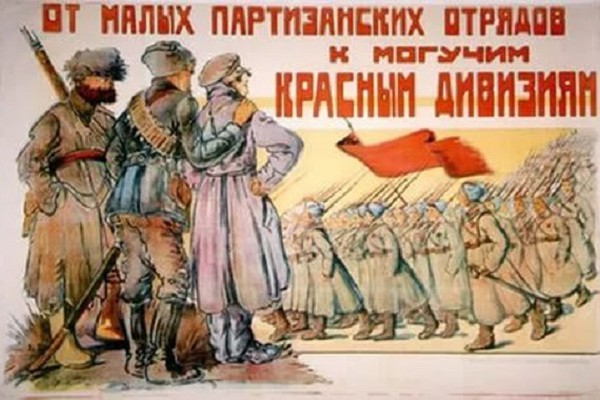 ОТ МАЛЫХ ПАРТИЗАНСКИХ ОТРЯДОВ
К МОГУЧИМ
КРАСНЫМ ДИВИЗИЯМ